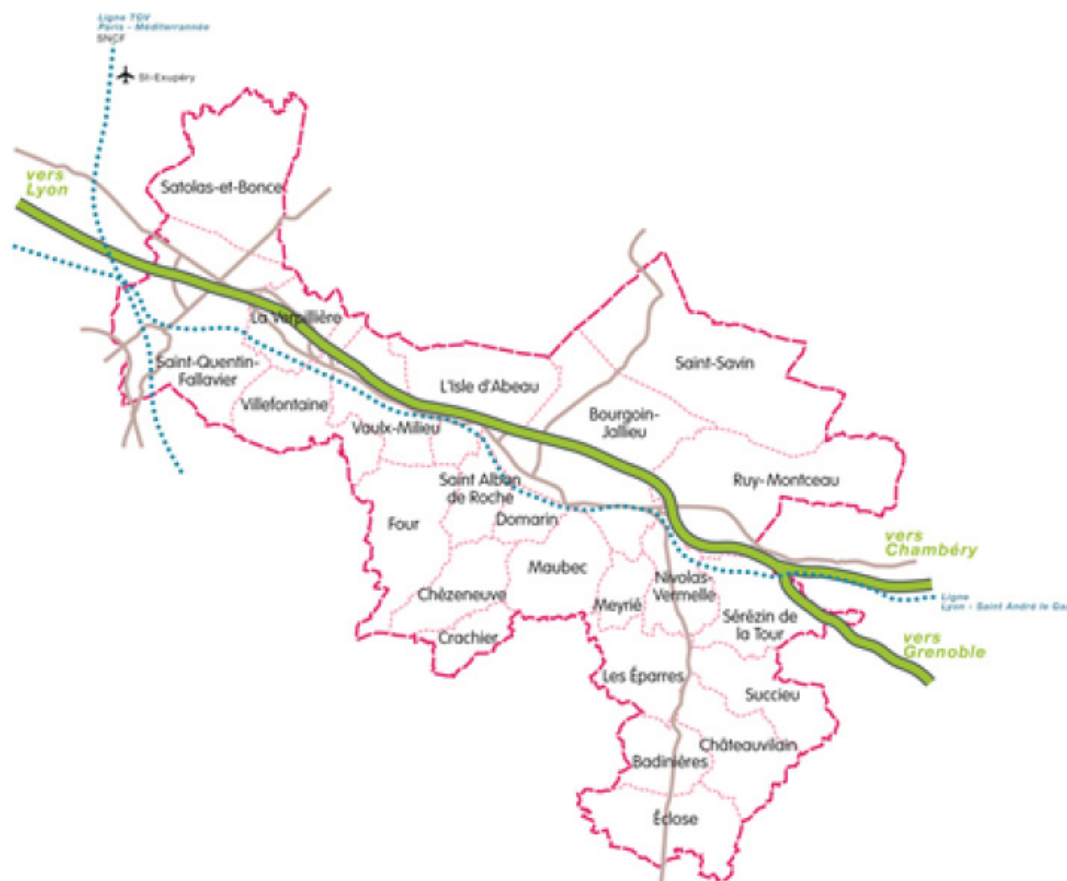 Ligne TGV
Paris - Méditerrannée
SNCF
St-Exupéry
vers
Lyon
Satolas-et-Bonce
La Verpillière
Saint-Quentin-
Fallavier
Villefontaine
Vaulx-Milieu
L'Isle d'Abeau
Saint-Savin
Bourgoin-
Jallieu
Ruy-Montceau
Saint Alban
de Roche
Four
Domarin
Maubec
Chèzeneuve
Crachier
Meyrié
Nivolas-
Vermelle
Sérézin de
la Tour
vers
Chambéry
Ligne
Lyon - Saint André le Gaz
vers
Grenoble
Les Éparres
Succieu
Châteauvilain
Badinières
Éclose